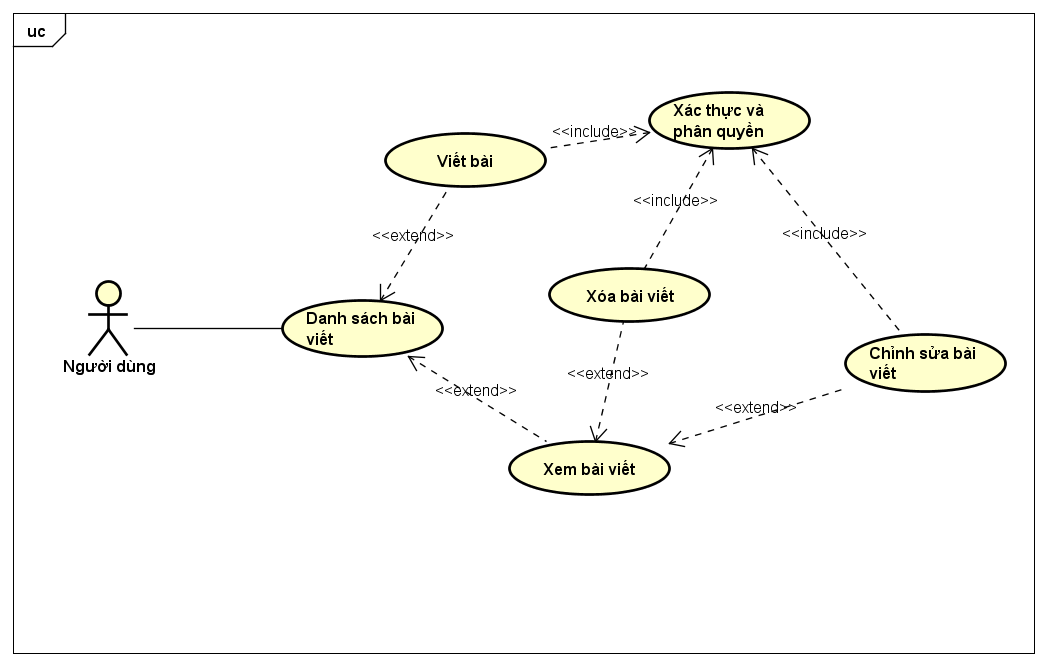 uc
Xác thực và
phân quyền
<<include>>
Viết bài
<<include>>
<<extend>>
<<include>>
Xóa bài viết
Danh sách bài
viết
Chỉnh sửa bài
viết
Người dùng
<<extend>>
<<extend>>
<<extend>>
Xem bài viết